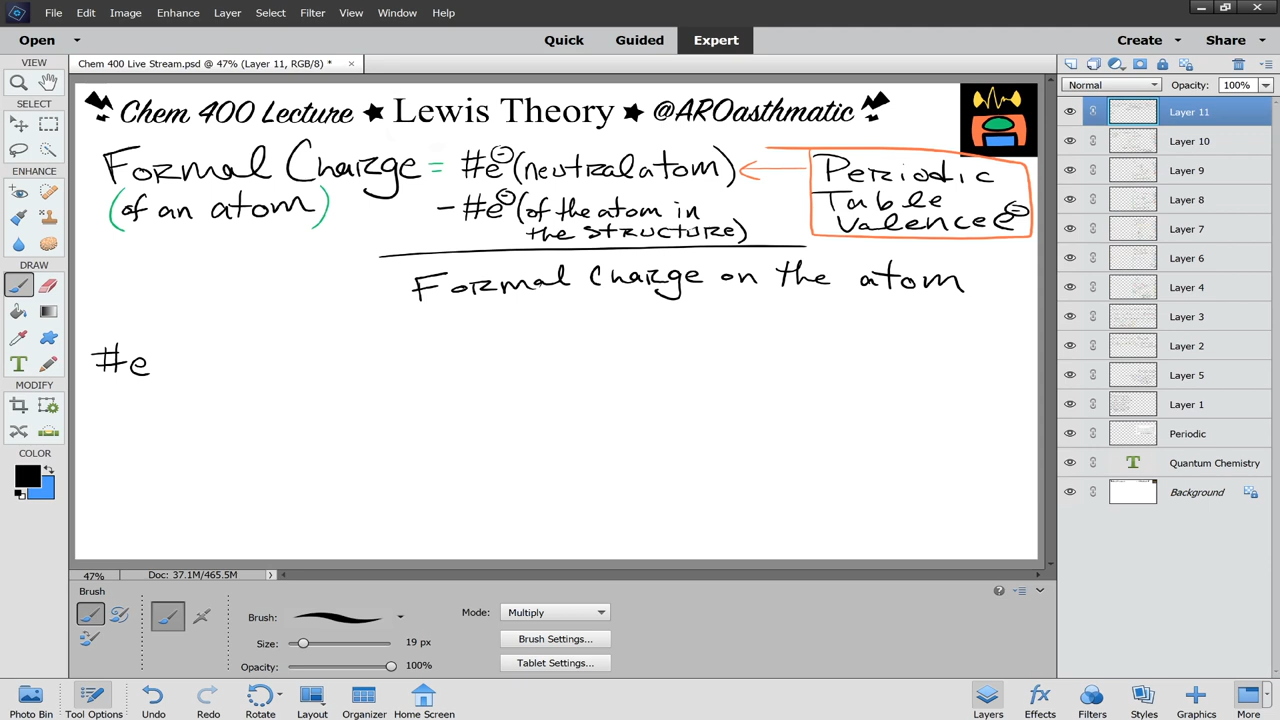 File Edit Image Enhance Layer Select Filter View Window Help
Open Quick Guided Expert Create Share
VIEW
Chem 400 Live Stream.psd @ 47% (Layer 11, RGB/8) * ×
Normal Opacity: 100%
SELECT
ENHANCE
DRAW
MODIFY
COLOR
Chem 400 Lecture ★ Lewis Theory ★ @AROasthmatic
Formal Charge = #e⊖ (neutral atom)
(of an atom) - #e⊖ (of the atom in
the structure)
Periodic
Table
Valence e⊖
Formal Charge on the atom
#e
Layer 11
Layer 10
Layer 9
Layer 8
Layer 7
Layer 6
Layer 4
Layer 3
Layer 2
Layer 5
Layer 1
Periodic
T Quantum Chemistry
Background
47% Doc: 37.1M/465.5M
Brush
Brush: Mode: Multiply
Size: 19 px Brush Settings...
Opacity: 100% Tablet Settings...
Photo Bin Tool Options Undo Redo Rotate Layout Organizer Home Screen Layers Effects Filters Styles Graphics More